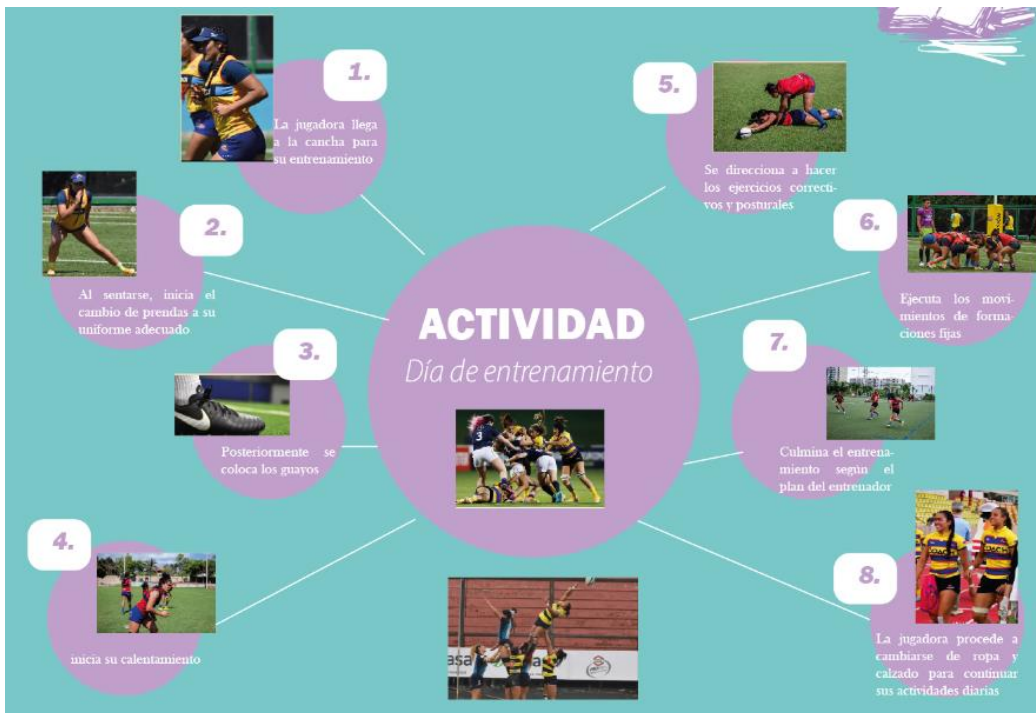 1.
La jugadora llega
a la cancha para
su entrenamiento
2.
Al sentarse, inicia el
cambio de prendas a su
uniforme adecuado
3.
Posteriormente se
coloca los guayos
4.
inicia su calentamiento
ACTIVIDAD
Día de entrenamiento
3
5.
Se direcciona a hacer
los ejercicios correcti-
vos y posturales
6.
Ejecuta los movi-
mientos de forma-
ciones fijas
7.
Culmina el entrena-
miento según el
plan del entrenador
8.
La jugadora procede a
cambiarse de ropa y
calzado para continuar
sus actividades diarias